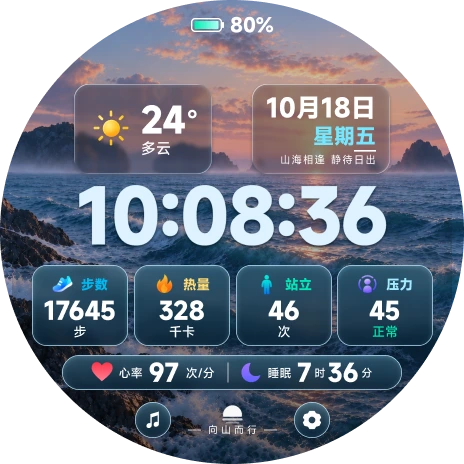 80%
24°
多云
10月18日
星期五
山海相逢 静待日出
10:08:36
步数
17645
步
热量
328
千卡
站立
46
次
压力
45
正常
心率 97 次/分
睡眠 7时36分
向山而行